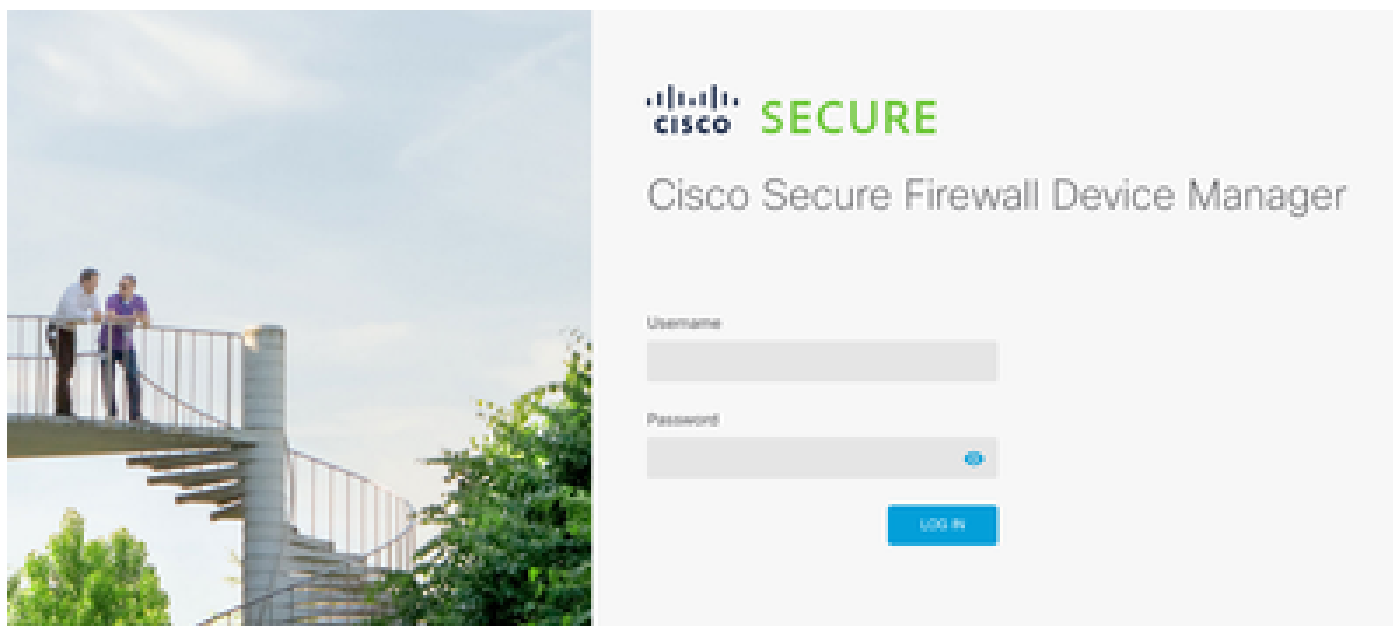 CISCO SECURE
Cisco Secure Firewall Device Manager
Username
Password
LOG IN